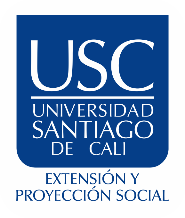 USC
UNIVERSIDAD
SANTIAGO
DE CALI
EXTENSIÓN Y
PROYECCIÓN SOCIAL